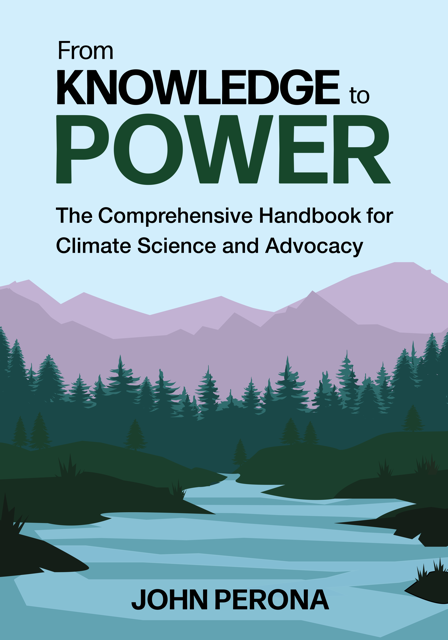 From
KNOWLEDGE to
POWER
The Comprehensive Handbook for
Climate Science and Advocacy
JOHN PERONA